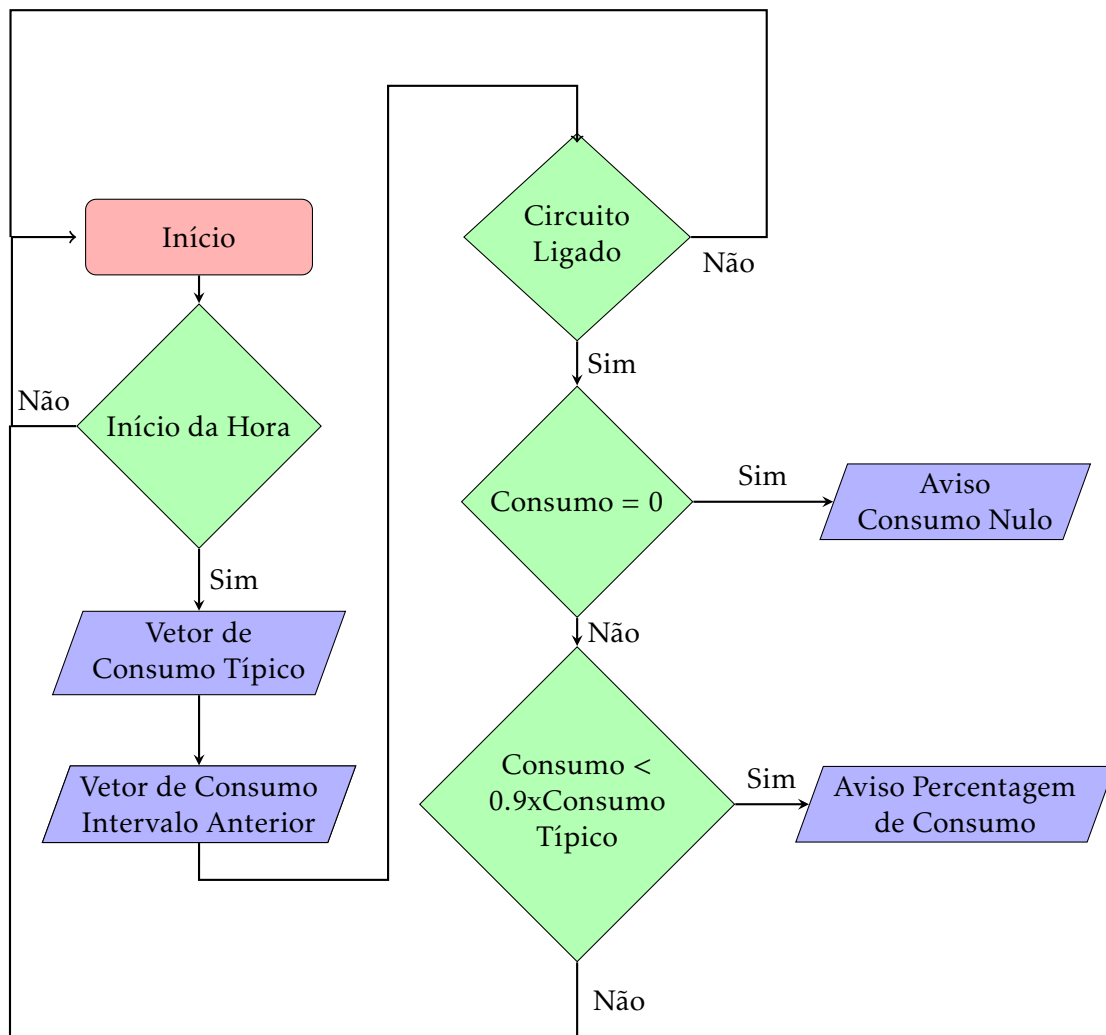 Início
Não
Início da Hora
Sim
Vetor de
Consumo Típico
Vetor de Consumo
Intervalo Anterior
Circuito
Ligado
Não
Sim
Consumo = 0
Sim
Aviso
Consumo Nulo
Não
Consumo <
0.9xConsumo
Típico
Sim
Aviso Percentagem
de Consumo
Não